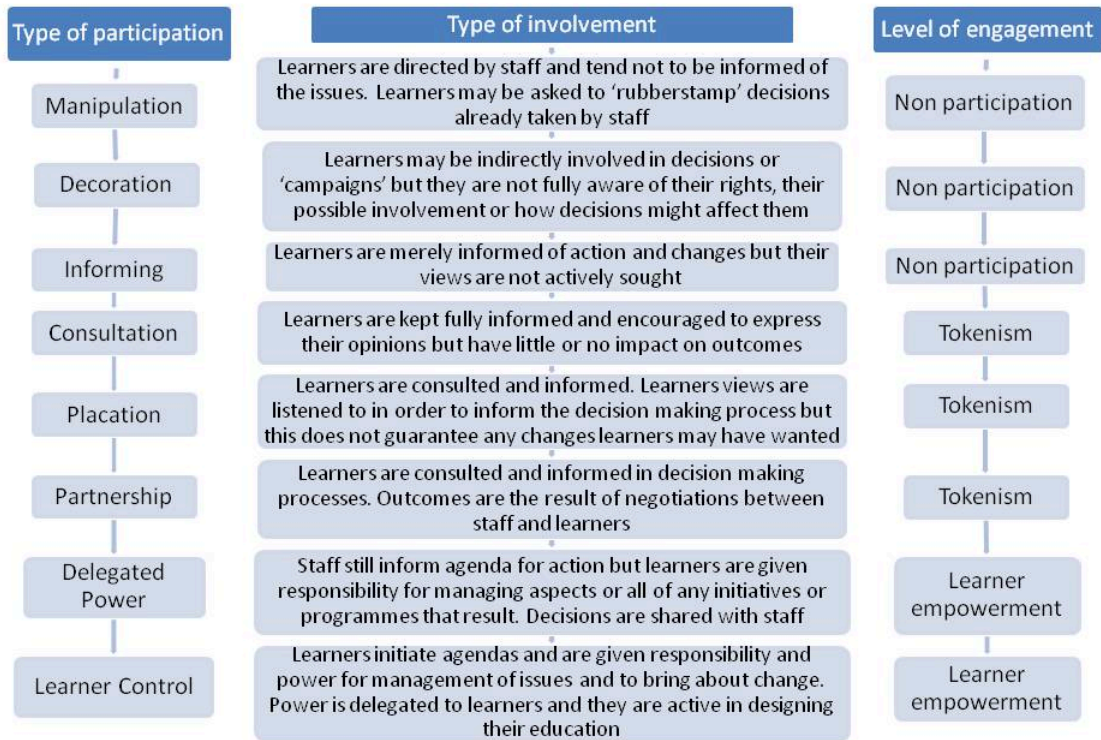 Type of participation
Type of involvement
Level of engagement
Manipulation
Learners are directed by staff and tend not to be informed of
the issues. Learners may be asked to ‘rubberstamp’ decisions
already taken by staff
Non participation
Decoration
Learners may be indirectly involved in decisions or
‘campaigns’ but they are not fully aware of their rights, their
possible involvement or how decisions might affect them
Non participation
Informing
Learners are merely informed of action and changes but their
views are not actively sought
Non participation
Consultation
Learners are kept fully informed and encouraged to express
their opinions but have little or no impact on outcomes
Tokenism
Placation
Learners are consulted and informed. Learners views are
listened to in order to inform the decision making process but
this does not guarantee any changes learners may have wanted
Tokenism
Partnership
Learners are consulted and informed in decision making
processes. Outcomes are the result of negotiations between
staff and learners
Tokenism
Delegated
Power
Staff still inform agenda for action but learners are given
responsibility for managing aspects or all of any initiatives or
programmes that result. Decisions are shared with staff
Learner
empowerment
Learner Control
Learners initiate agendas and are given responsibility and
power for management of issues and to bring about change.
Power is delegated to learners and they are active in designing
their education
Learner
empowerment